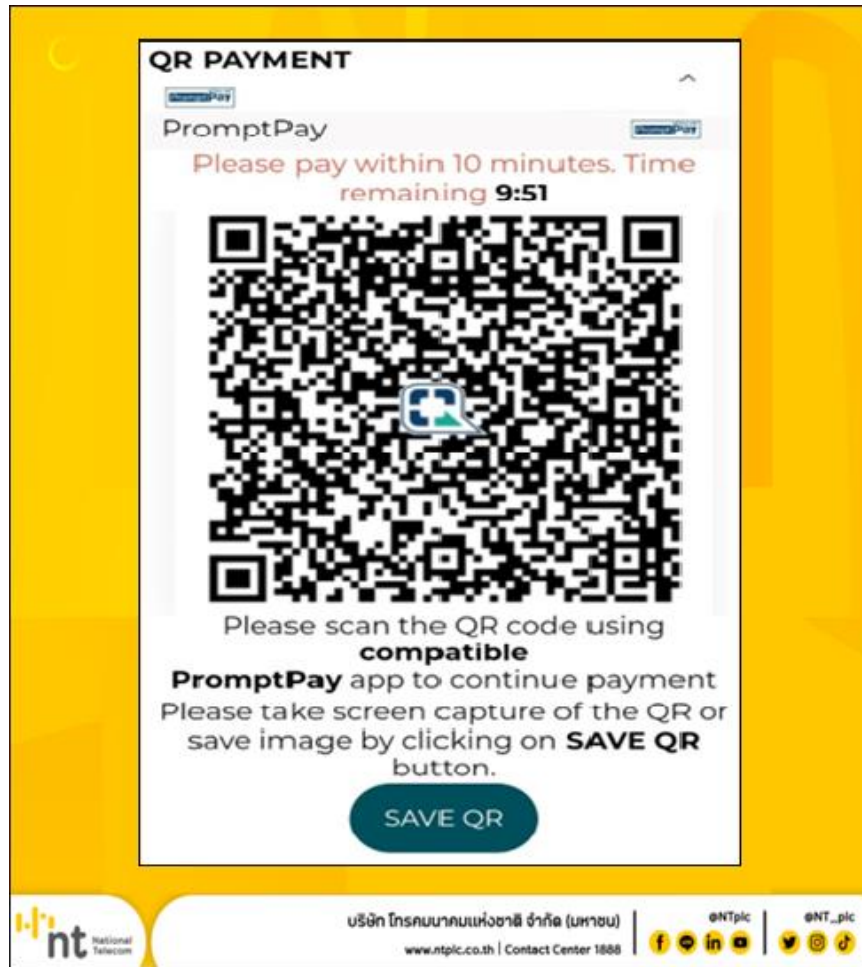 QR PAYMENT
PromptPay
PromptPay
PromptPay
Please pay within 10 minutes. Time
remaining 9:51
Please scan the QR code using
compatible
PromptPay app to continue payment
Please take screen capture of the QR or
save image by clicking on SAVE QR
button.
SAVE QR
nt National
Telecom
บริษัท โทรคมนาคมแห่งชาติ จำกัด (มหาชน)
www.ntplc.co.th | Contact Center 1888
@NTplc
@NT_plc